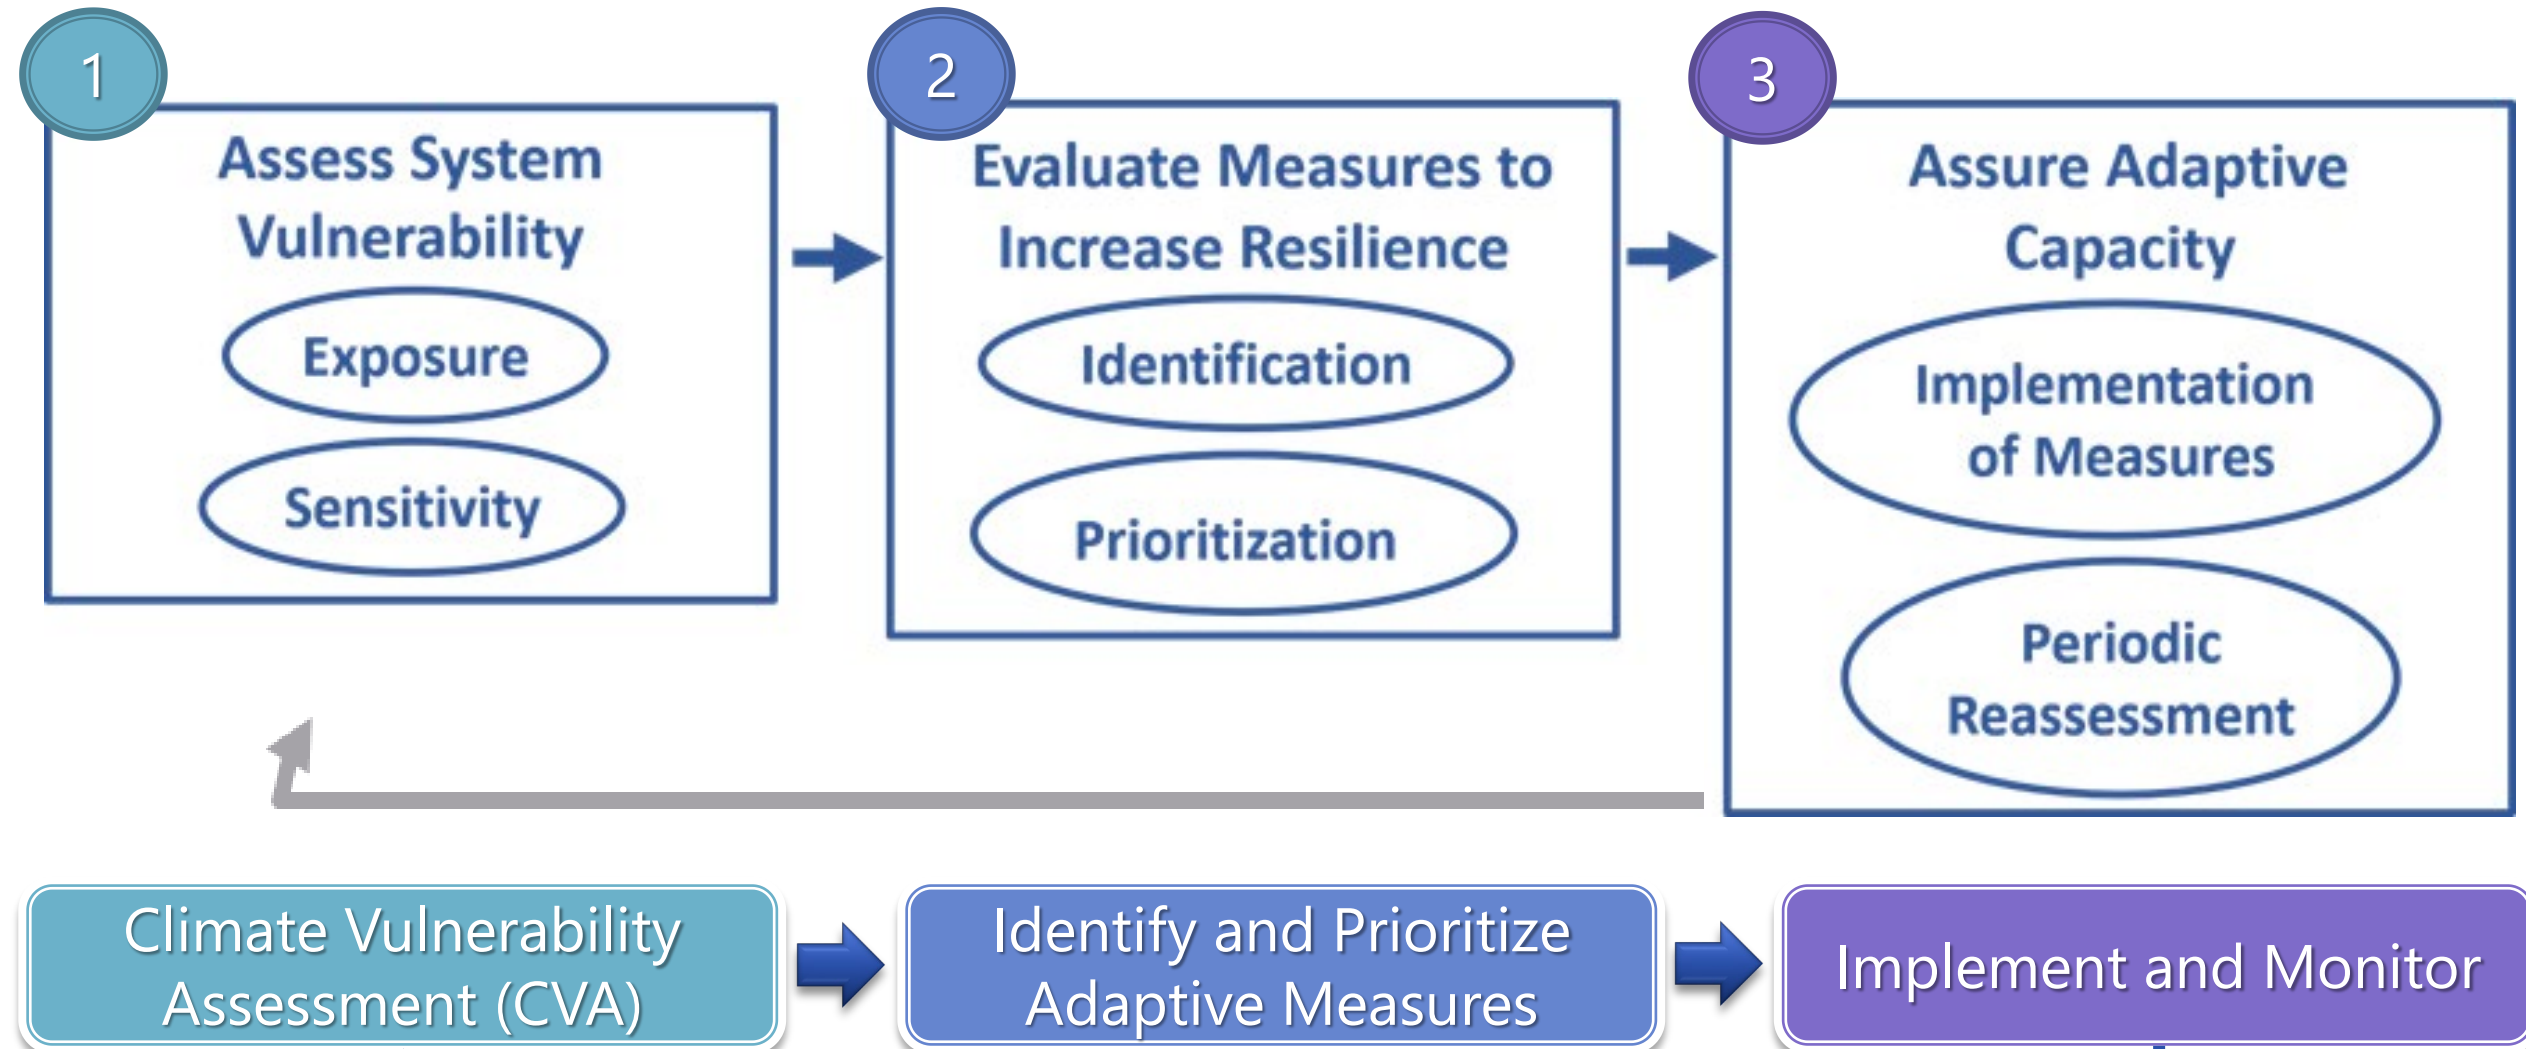 1
Assess System
Vulnerability
Exposure
Sensitivity
2
Evaluate Measures to
Increase Resilience
Identification
Prioritization
3
Assure Adaptive
Capacity
Implementation
of Measures
Periodic
Reassessment
Climate Vulnerability
Assessment (CVA)
Identify and Prioritize
Adaptive Measures
Implement and Monitor